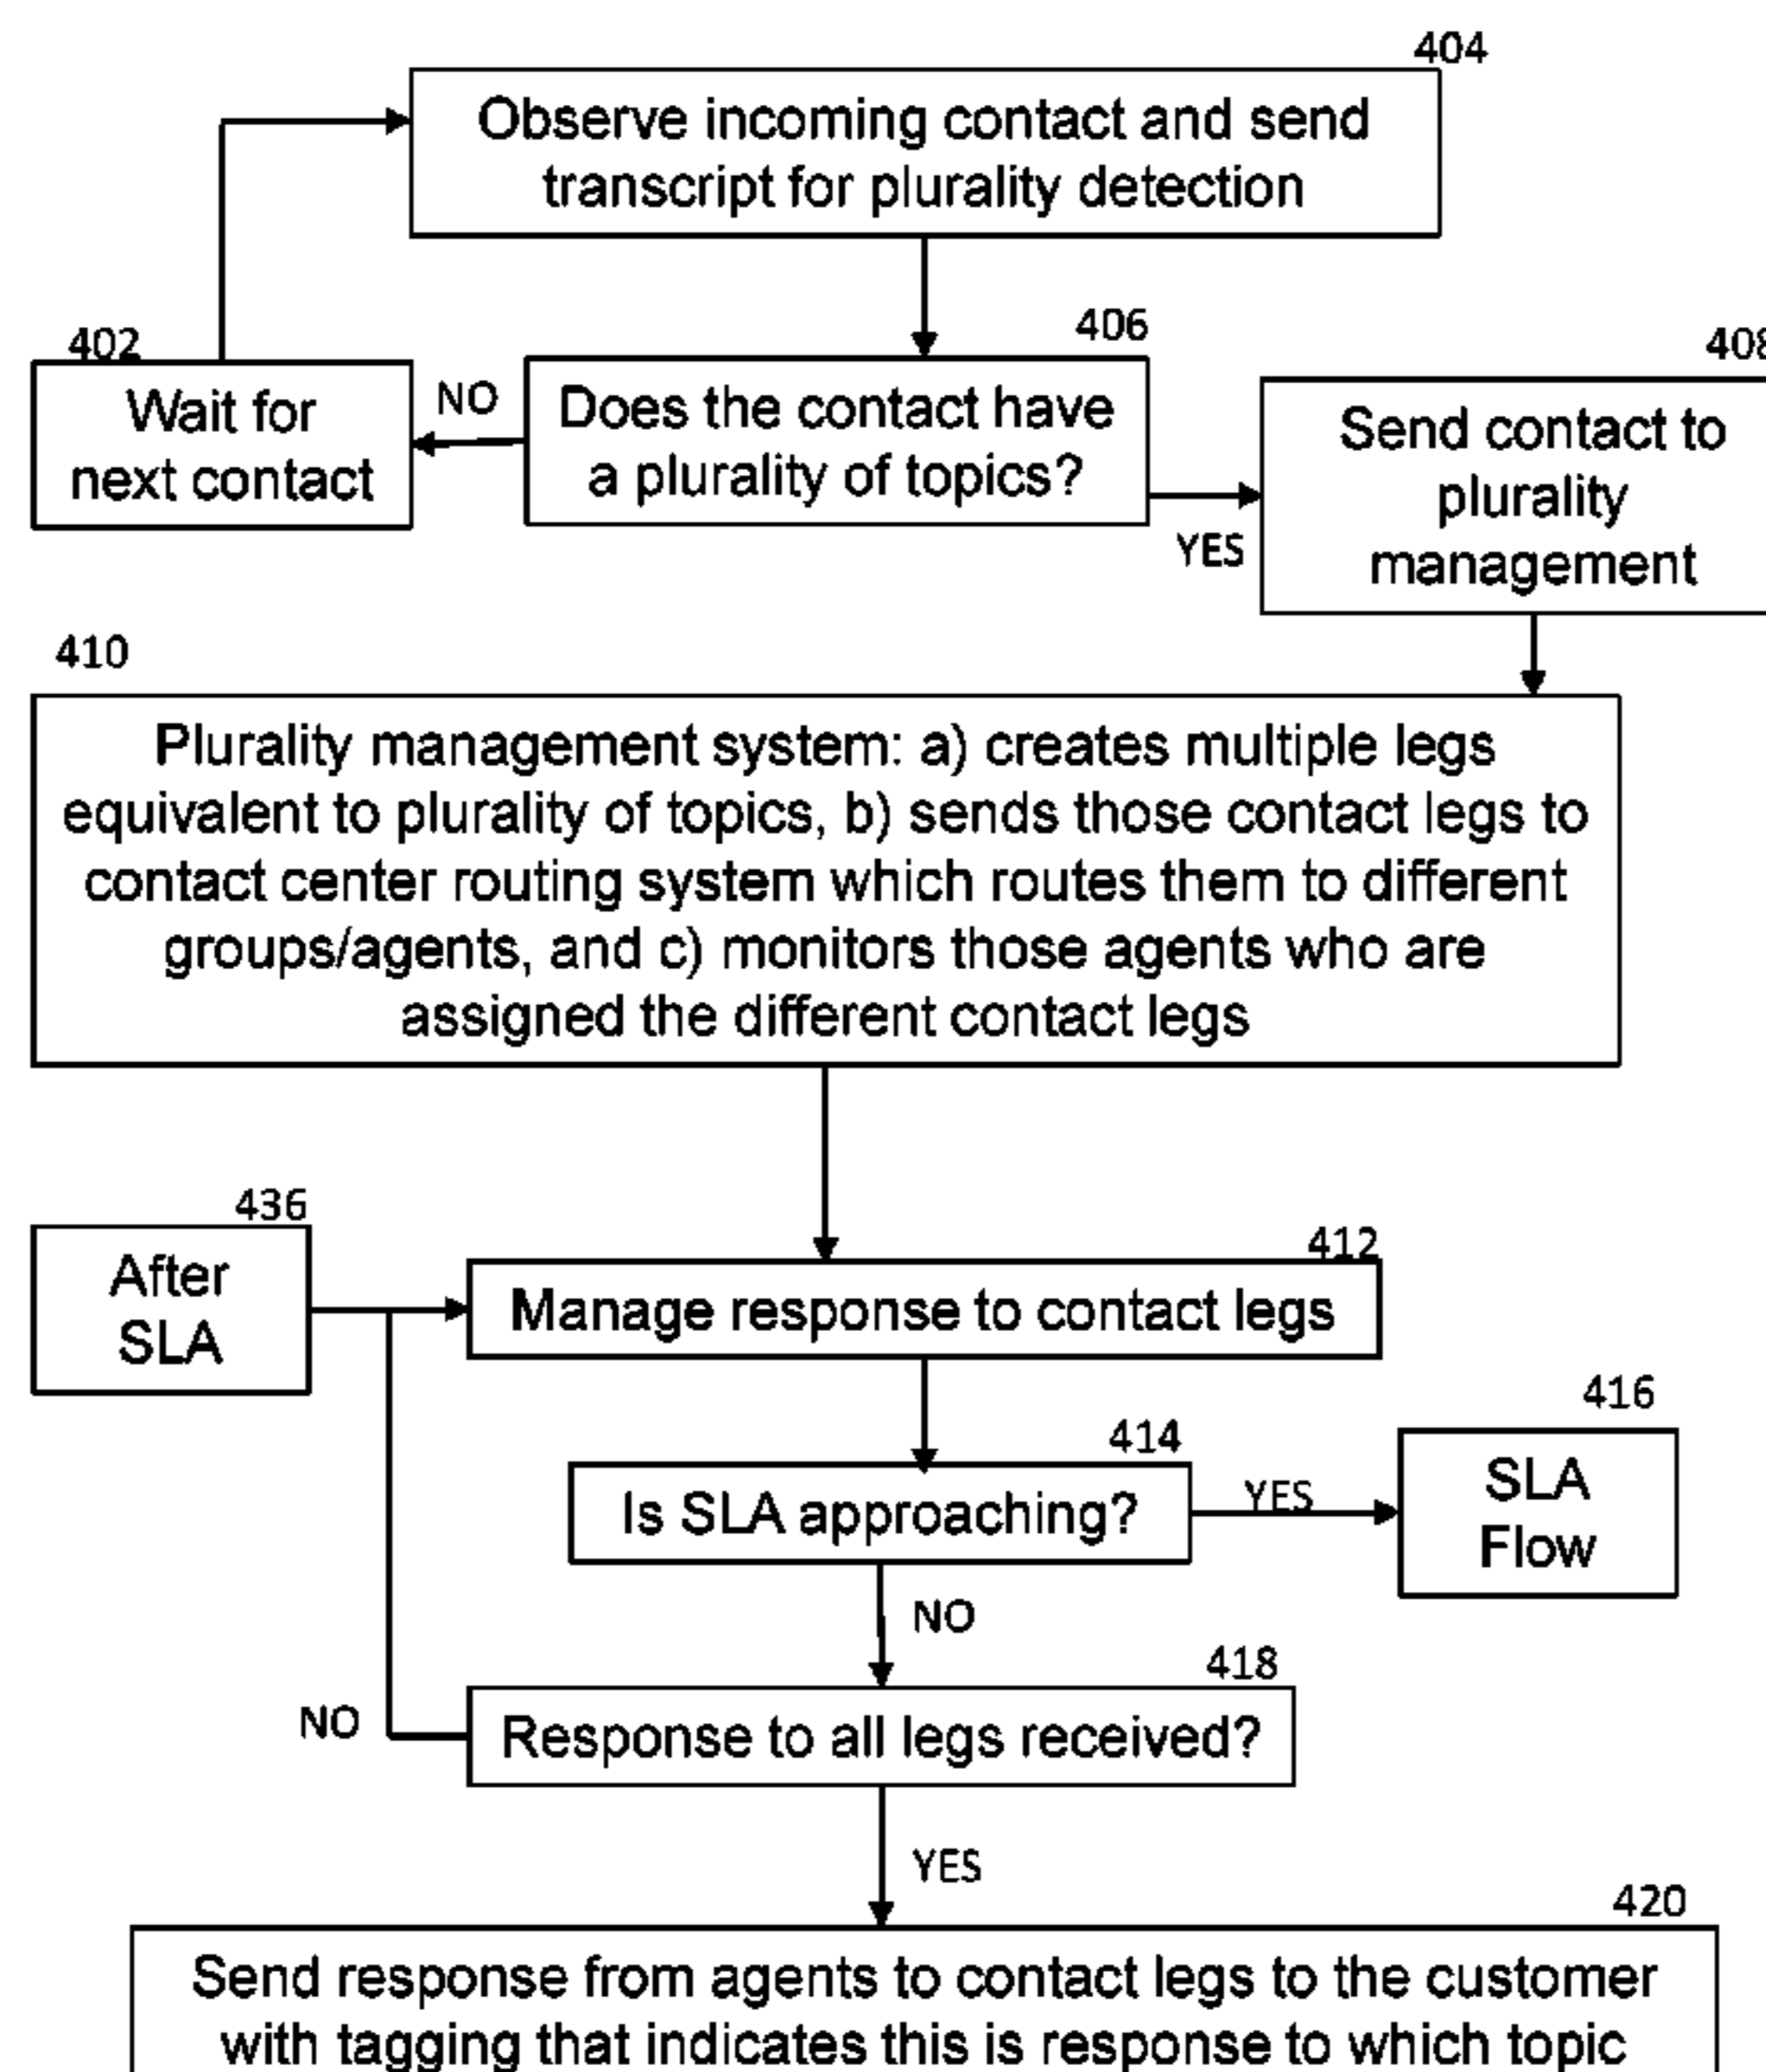 404
Observe incoming contact and send
transcript for plurality detection
402
Wait for
next contact
NO
406
Does the contact have
a plurality of topics?
YES
408
Send contact to
plurality
management
410
Plurality management system: a) creates multiple legs
equivalent to plurality of topics, b) sends those contact legs to
contact center routing system which routes them to different
groups/agents, and c) monitors those agents who are
assigned the different contact legs
436
After
SLA
412
Manage response to contact legs
414
Is SLA approaching?
YES
416
SLA
Flow
NO
418
Response to all legs received?
NO
YES
420
Send response from agents to contact legs to the customer
with tagging that indicates this is response to which topic